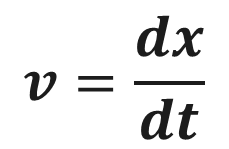 v = dx/dt